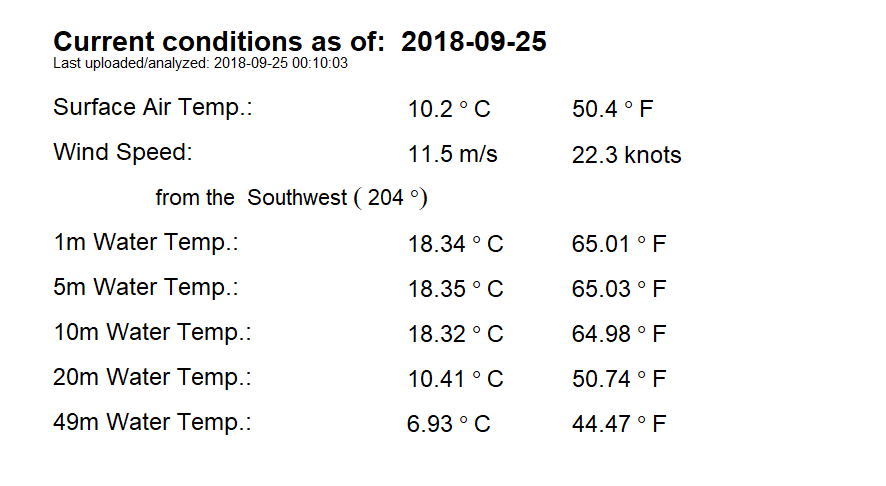 Current conditions as of: 2018-09-25
Last uploaded/analyzed: 2018-09-25 00:10:03
Surface Air Temp.: 10.2 ° C 50.4 ° F
Wind Speed: 11.5 m/s 22.3 knots
from the Southwest ( 204 °)
1m Water Temp.: 18.34 ° C 65.01 ° F
5m Water Temp.: 18.35 ° C 65.03 ° F
10m Water Temp.: 18.32 ° C 64.98 ° F
20m Water Temp.: 10.41 ° C 50.74 ° F
49m Water Temp.: 6.93 ° C 44.47 ° F